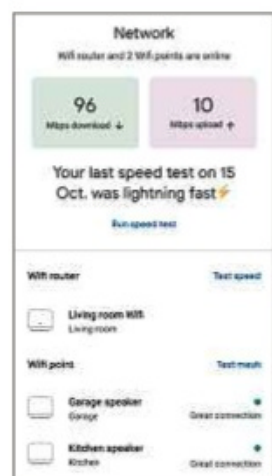 Network
Wifi router and 2 Wifi points are online
96
Mbps download ↓
10
Mbps upload ↑
Your last speed test on 15
Oct. was lightning fast⚡
Run speed test
Wifi router
Test speed
Living room Wifi
Living room
Wifi point
Test mesh
Garage speaker
Garage
Great connection
Kitchen speaker
Kitchen
Great connection